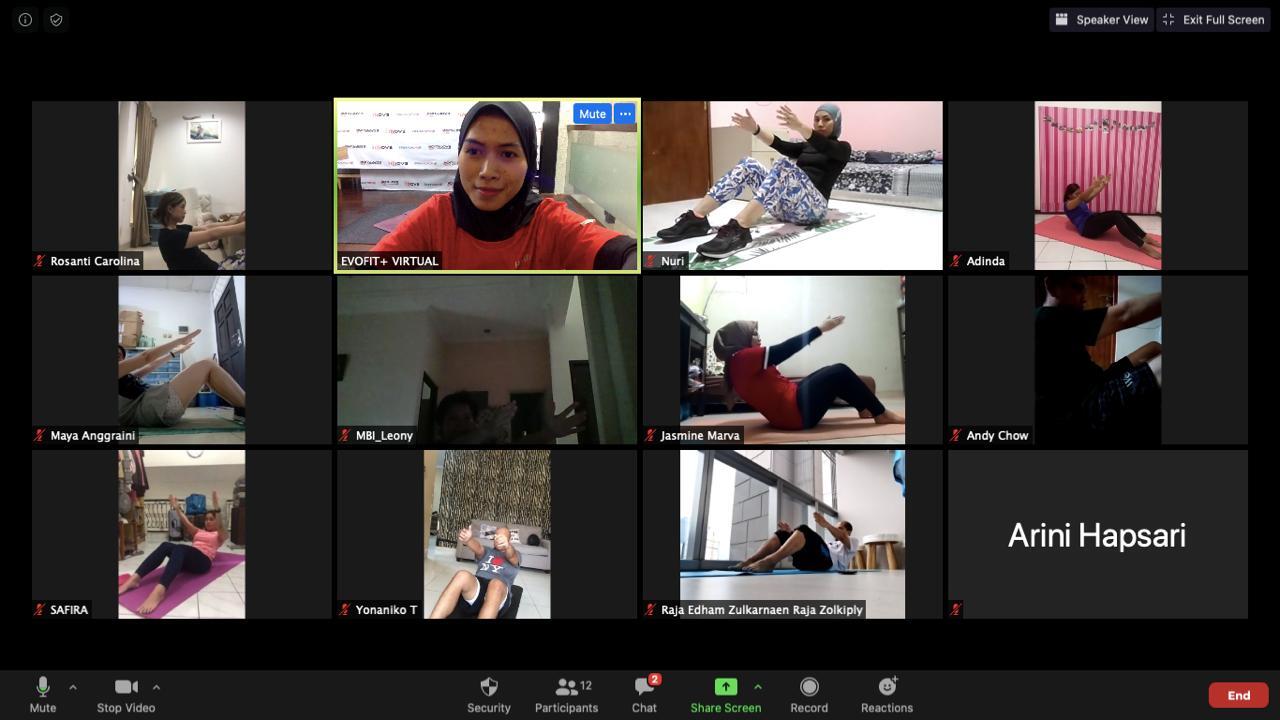 Speaker View
Exit Full Screen
Mute
Rosanti Carolina
EVOFIT+ VIRTUAL
Nuri
Adinda
Maya Anggraini
MBI_Leony
Jasmine Marva
Andy Chow
NY
SAFIRA
Yonaniko T
Raja Edham Zulkarnaen Raja Zolkiply
Arini Hapsari
Mute
Stop Video
Security
Participants
12
Chat
2
Share Screen
Record
Reactions
End